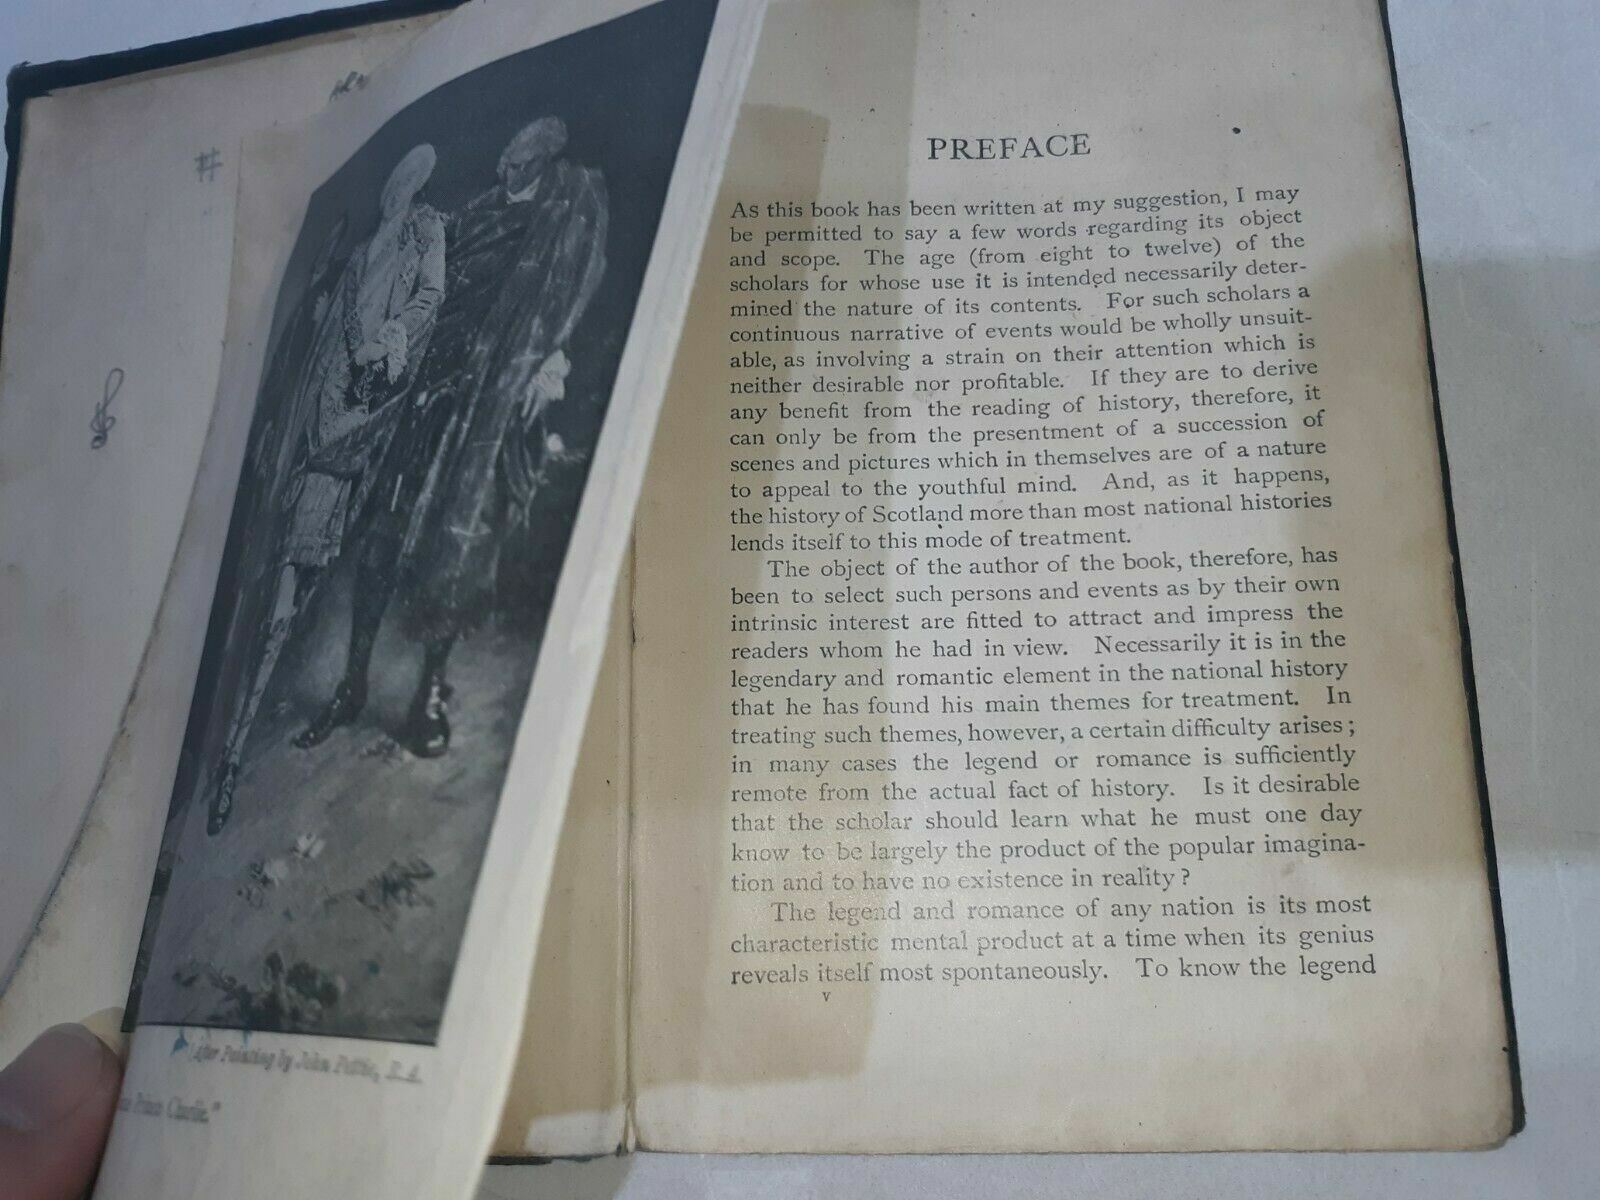 #
(After Painting by John Pettie, R.A.
Prince Charlie."
PREFACE
As this book has been written at my suggestion, I may
be permitted to say a few words regarding its object
and scope. The age (from eight to twelve) of the
scholars for whose use it is intended necessarily deter-
mined the nature of its contents. For such scholars a
continuous narrative of events would be wholly unsuit-
able, as involving a strain on their attention which is
neither desirable nor profitable. If they are to derive
any benefit from the reading of history, therefore, it
can only be from the presentment of a succession of
scenes and pictures which in themselves are of a nature
to appeal to the youthful mind. And, as it happens,
the history of Scotland more than most national histories
lends itself to this mode of treatment.
The object of the author of the book, therefore, has
been to select such persons and events as by their own
intrinsic interest are fitted to attract and impress the
readers whom he had in view. Necessarily it is in the
legendary and romantic element in the national history
that he has found his main themes for treatment. In
treating such themes, however, a certain difficulty arises;
in many cases the legend or romance is sufficiently
remote from the actual fact of history. Is it desirable
that the scholar should learn what he must one day
know to be largely the product of the popular imagina-
tion and to have no existence in reality?
The legend and romance of any nation is its most
characteristic mental product at a time when its genius
reveals itself most spontaneously. To know the legend
v